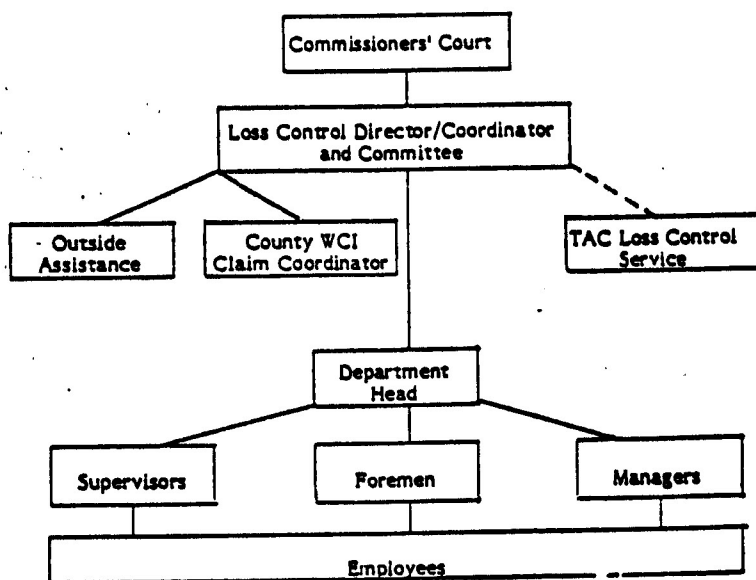 Commissioners' Court
Loss Control Director/Coordinator
and Committee
Outside
Assistance
County WCI
Claim Coordinator
TAC Loss Control
Service
Department
Head
Supervisors
Foremen
Managers
Employees